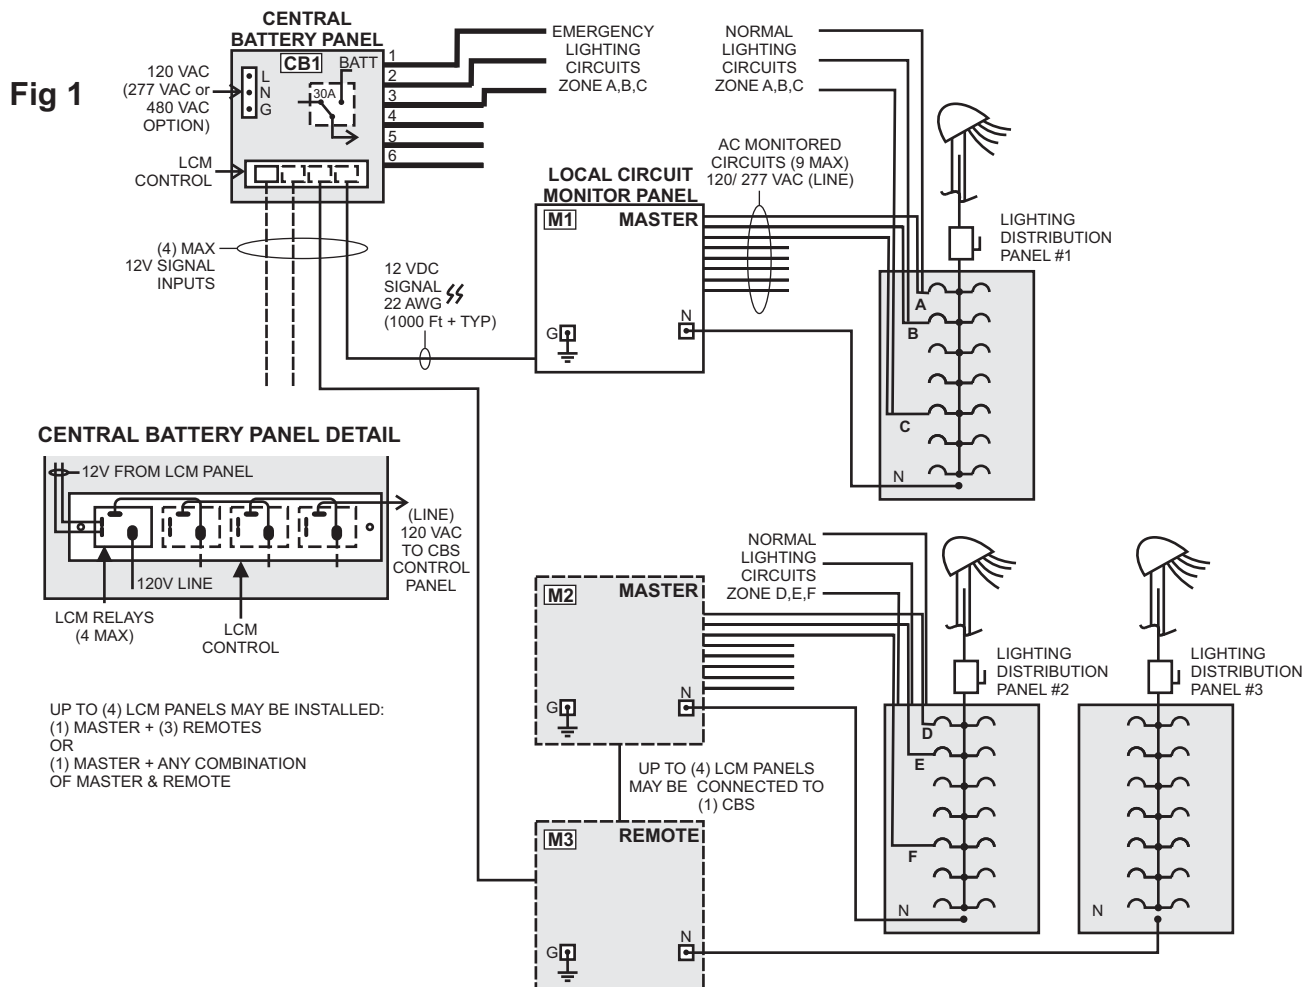 Fig 1
CENTRAL
BATTERY PANEL
CB1
BATT
30A
120 VAC
(277 VAC or
480 VAC
OPTION)
L
N
G
1
2
3
4
5
6
LCM
CONTROL
(4) MAX
12V SIGNAL
INPUTS
EMERGENCY
LIGHTING
CIRCUITS
ZONE A,B,C
NORMAL
LIGHTING
CIRCUITS
ZONE A,B,C
AC MONITORED
CIRCUITS (9 MAX)
120/ 277 VAC (LINE)
LOCAL CIRCUIT
MONITOR PANEL
M1
MASTER
G
N
12 VDC
SIGNAL
22 AWG
(1000 Ft + TYP)
LIGHTING
DISTRIBUTION
PANEL #1
A
B
C
N
CENTRAL BATTERY PANEL DETAIL
12V FROM LCM PANEL
120V LINE
(LINE)
120 VAC
TO CBS
CONTROL
PANEL
LCM RELAYS
(4 MAX)
LCM
CONTROL
UP TO (4) LCM PANELS MAY BE INSTALLED:
(1) MASTER + (3) REMOTES
OR
(1) MASTER + ANY COMBINATION
OF MASTER & REMOTE
NORMAL
LIGHTING
CIRCUITS
ZONE D,E,F
M2
MASTER
G
N
UP TO (4) LCM PANELS
MAY BE CONNECTED TO
(1) CBS
M3
REMOTE
G
N
LIGHTING
DISTRIBUTION
PANEL #2
D
E
F
N
LIGHTING
DISTRIBUTION
PANEL #3
N